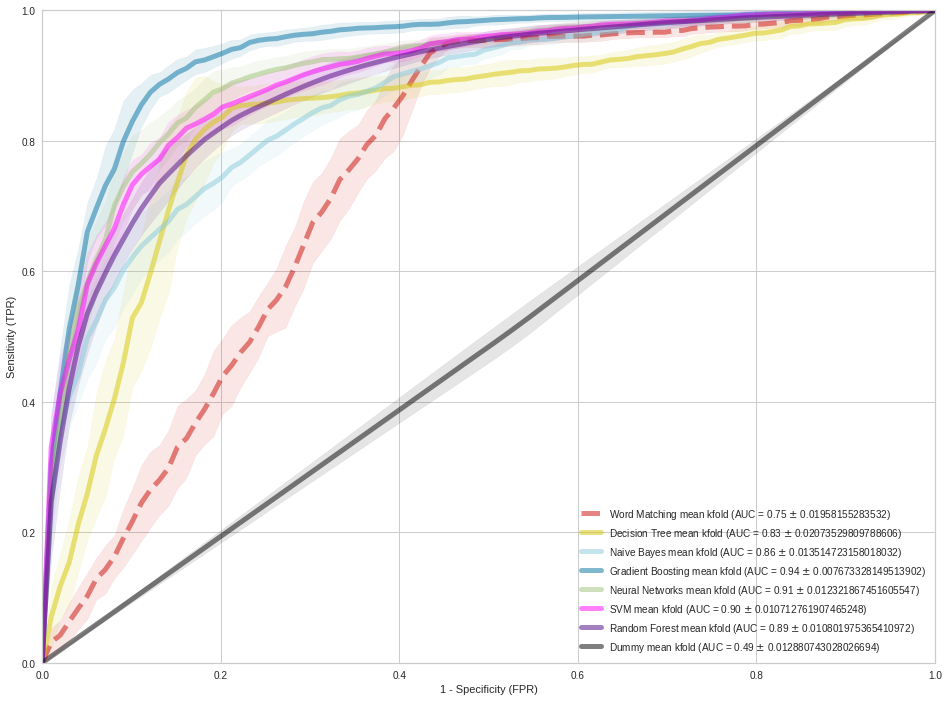 1.0
0.8
0.6
0.4
0.2
0.0
Sensitivity (TPR)
Word Matching mean kfold (AUC = 0.75 ± 0.01958155283532)
Decision Tree mean kfold (AUC = 0.83 ± 0.02073529809788606)
Naive Bayes mean kfold (AUC = 0.86 ± 0.013514723158018032)
Gradient Boosting mean kfold (AUC = 0.94 ± 0.007673328149513902)
Neural Networks mean kfold (AUC = 0.91 ± 0.012321867451605547)
SVM mean kfold (AUC = 0.90 ± 0.010712761907465248)
Random Forest mean kfold (AUC = 0.89 ± 0.010801975365410972)
Dummy mean kfold (AUC = 0.49 ± 0.012880743028026694)
0.0 0.2 0.4 0.6 0.8 1.0
1 - Specificity (FPR)